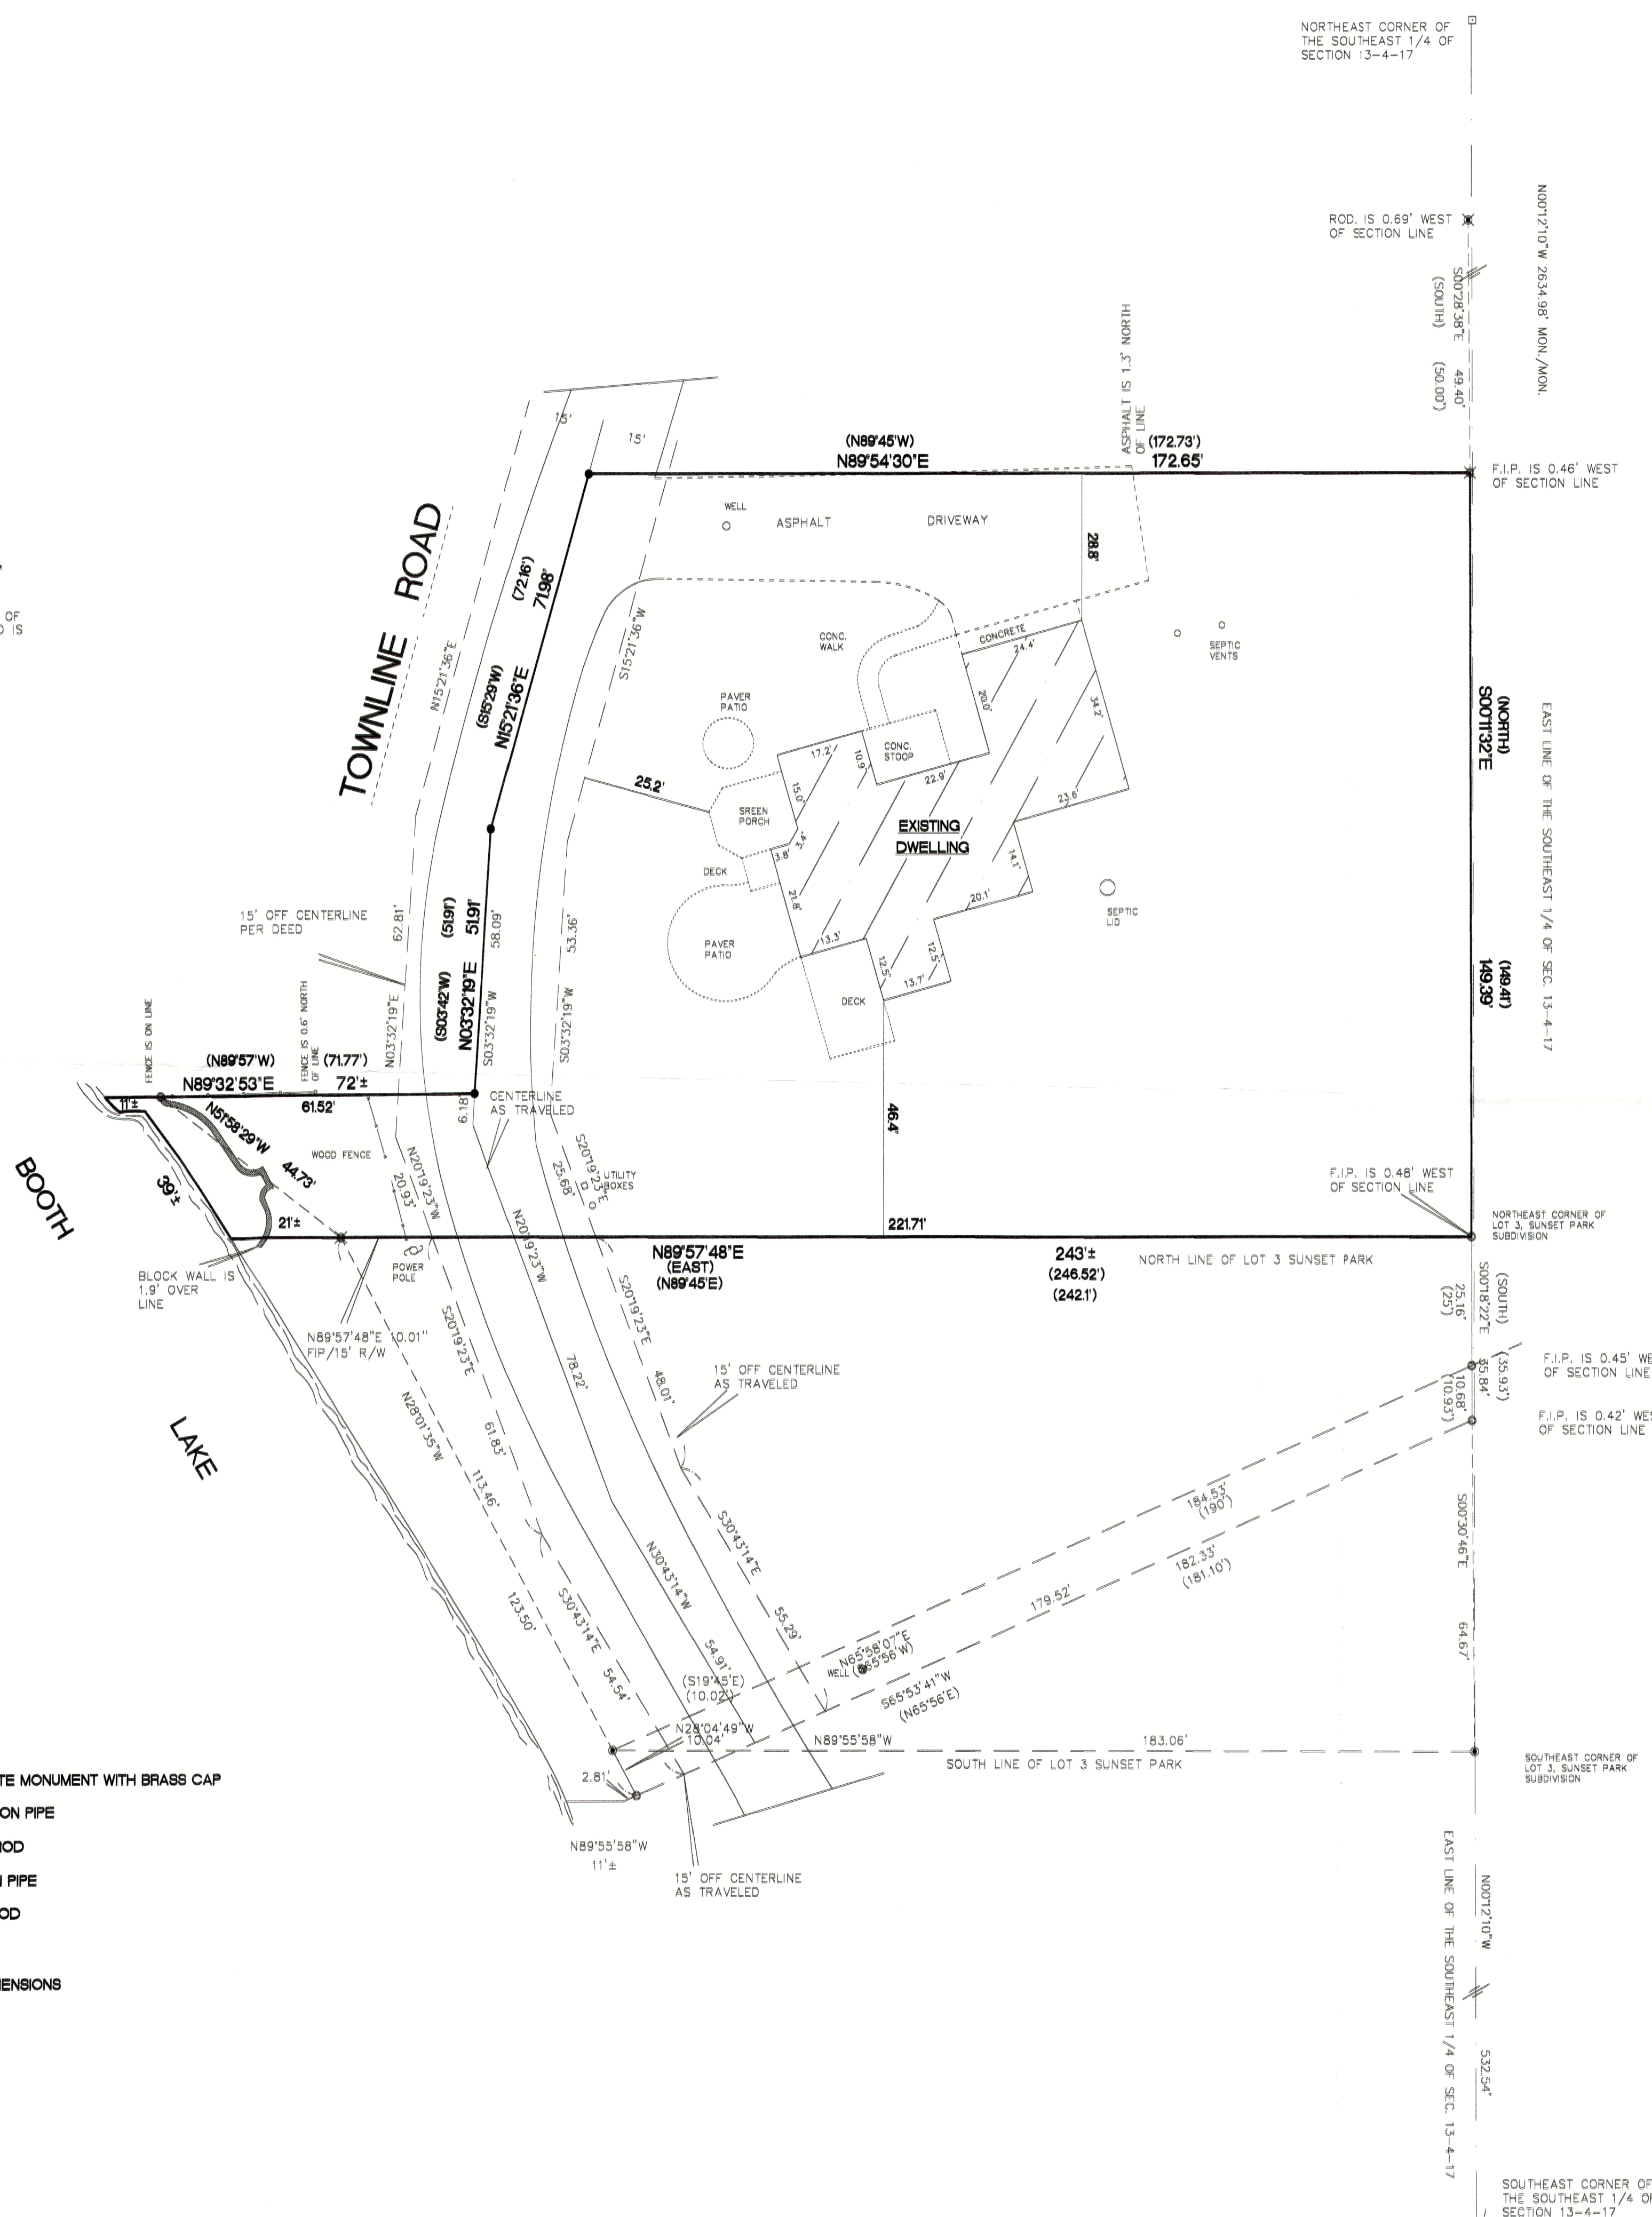 NORTHEAST CORNER OF
THE SOUTHEAST 1/4 OF
SECTION 13-4-17
N00°12'10"W 2634.98' MON./MON.
ROD. IS 0.69' WEST
OF SECTION LINE
S00°28'38"E 49.40'
(SOUTH) (50.00')
ASPHALT IS 1.3' NORTH
OF LINE
15'
15'
(N89°45'W) (172.73')
N89°54'30"E 172.65'
F.I.P. IS 0.46' WEST
OF SECTION LINE
OF
IS
TOWNLINE ROAD
WELL
ASPHALT DRIVEWAY
28.8'
(72.16')
71.98'
(S15°29'W)
N15°21'36"E
N15°21'36"E
S15°21'36"W
CONC.
WALK
CONCRETE
24.4'
SEPTIC
VENTS
20.0'
34.2'
PAVER
PATIO
17.2'
10.9'
CONC.
STOOP
22.9'
23.6'
25.2'
15.0'
SREEN
PORCH
3.4'
3.8'
EXISTING
DWELLING
DECK
21.8'
14.1'
20.1'
13.3'
12.5'
12.5'
13.7'
PAVER
PATIO
DECK
SEPTIC
LID
(NORTH)
S00°11'32"E
(149.41')
149.39'
EAST LINE OF THE SOUTHEAST 1/4 OF SEC. 13-4-17
15' OFF CENTERLINE
PER DEED
62.81'
N03°32'19"E
(51.91')
51.91'
(S03°42'W)
N03°32'19"E
58.09'
S03°32'19"W
53.36'
S03°32'19"W
FENCE IS ON LINE
FENCE IS 0.6' NORTH
OF LINE
(N89°57'W) (71.77')
N89°32'53"E 72'±
61.52'
11'±
6.18'
CENTERLINE
AS TRAVELED
N51°58'29"W
44.73'
WOOD FENCE
39'±
21'±
N20°19'23"W
20.93'
S20°19'23"E
25.68'
UTILITY
BOXES
46.4'
221.71'
F.I.P. IS 0.48' WEST
OF SECTION LINE
NORTHEAST CORNER OF
LOT 3, SUNSET PARK
SUBDIVISION
BOOTH
LAKE
BLOCK WALL IS
1.9' OVER
LINE
POWER
POLE
N89°57'48"E 243'±
(EAST) (246.52')
(N89°45'E) (242.1')
NORTH LINE OF LOT 3 SUNSET PARK
N89°57'48"E 10.01"
FIP/15' R/W
N20°19'23"W
78.22'
S20°19'23"E
61.83'
S20°19'23"E
48.01'
15' OFF CENTERLINE
AS TRAVELED
(SOUTH)
S00°18'22"E
25.16'
(25')
(35.93')
35.84'
10.68'
(10.93')
F.I.P. IS 0.45' WE
OF SECTION LINE
F.I.P. IS 0.42' WE
OF SECTION LINE
N28°01'35"W
113.46'
123.50'
S30°43'14"E
54.54'
N30°43'14"W
54.91'
S30°43'14"E
55.29'
184.53'
(190')
182.33'
(181.10')
179.52'
S00°30'46"E
64.67'
N65°58'07"E
WELL
S65°53'41"W
(N65°56'E)
(S19°45'E)
(10.02')
N28°04'49"W
10.04'
N89°55'58"W 183.06'
SOUTH LINE OF LOT 3 SUNSET PARK
SOUTHEAST CORNER OF
LOT 3, SUNSET PARK
SUBDIVISION
2.81'
N89°55'58"W
11'±
15' OFF CENTERLINE
AS TRAVELED
TE MONUMENT WITH BRASS CAP
ON PIPE
ROD
PIPE
OD
MENSIONS
EAST LINE OF THE SOUTHEAST 1/4 OF SEC. 13-4-17
N00°12'10"W
532.54'
SOUTHEAST CORNER OF
THE SOUTHEAST 1/4 OF
SECTION 13-4-17